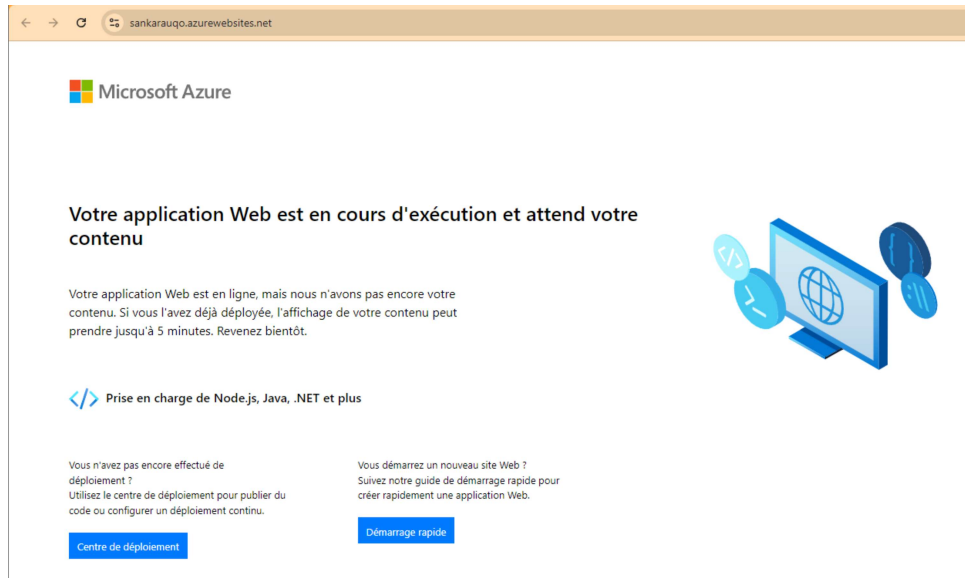 sankarauqo.azurewebsites.net
Microsoft Azure
Votre application Web est en cours d'exécution et attend votre
contenu
Votre application Web est en ligne, mais nous n'avons pas encore votre
contenu. Si vous l'avez déjà déployée, l'affichage de votre contenu peut
prendre jusqu'à 5 minutes. Revenez bientôt.
</> Prise en charge de Node.js, Java, .NET et plus
Vous n'avez pas encore effectué de
déploiement ?
Utilisez le centre de déploiement pour publier du
code ou configurer un déploiement continu.
Centre de déploiement
Vous démarrez un nouveau site Web ?
Suivez notre guide de démarrage rapide pour
créer rapidement une application Web.
Démarrage rapide